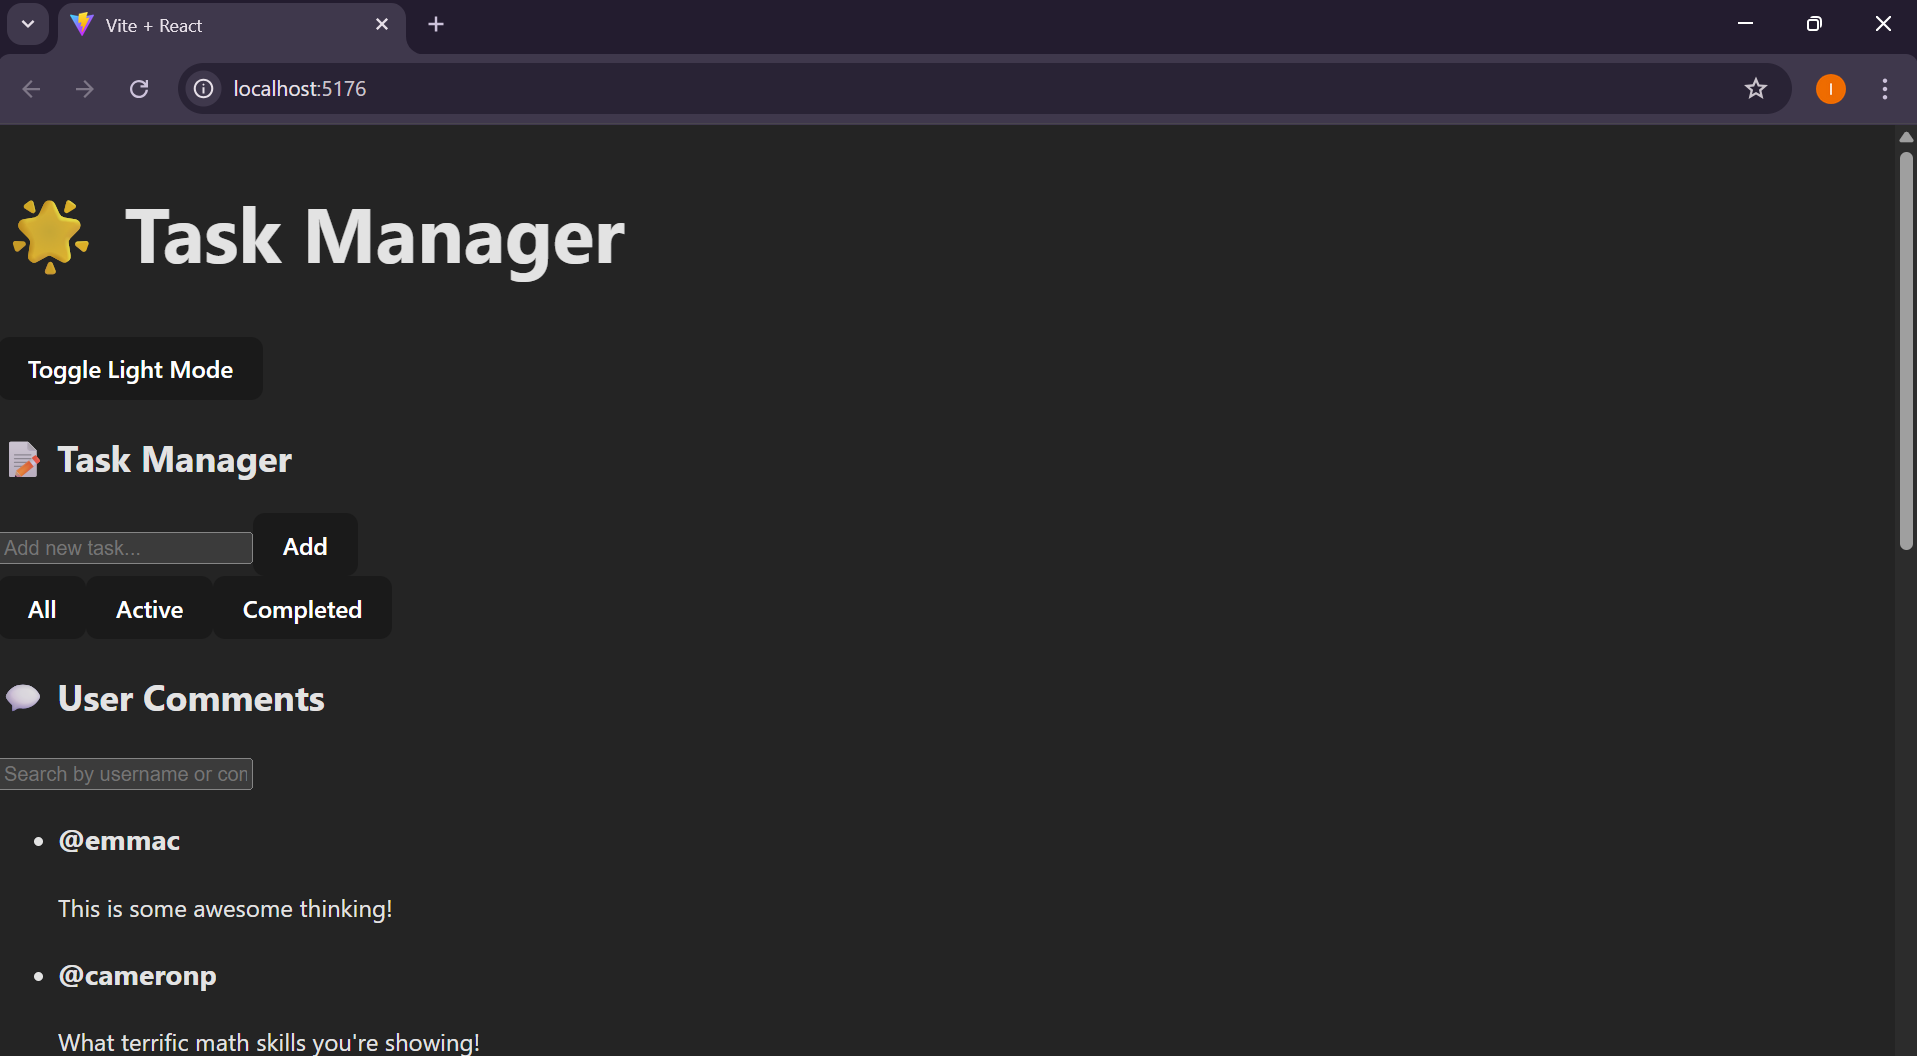 Vite + React
localhost:5176
🌟 Task Manager
Toggle Light Mode
📝 Task Manager
Add new task...
Add
All
Active
Completed
💬 User Comments
Search by username or con
@emmac
This is some awesome thinking!
@cameronp
What terrific math skills you're showing!